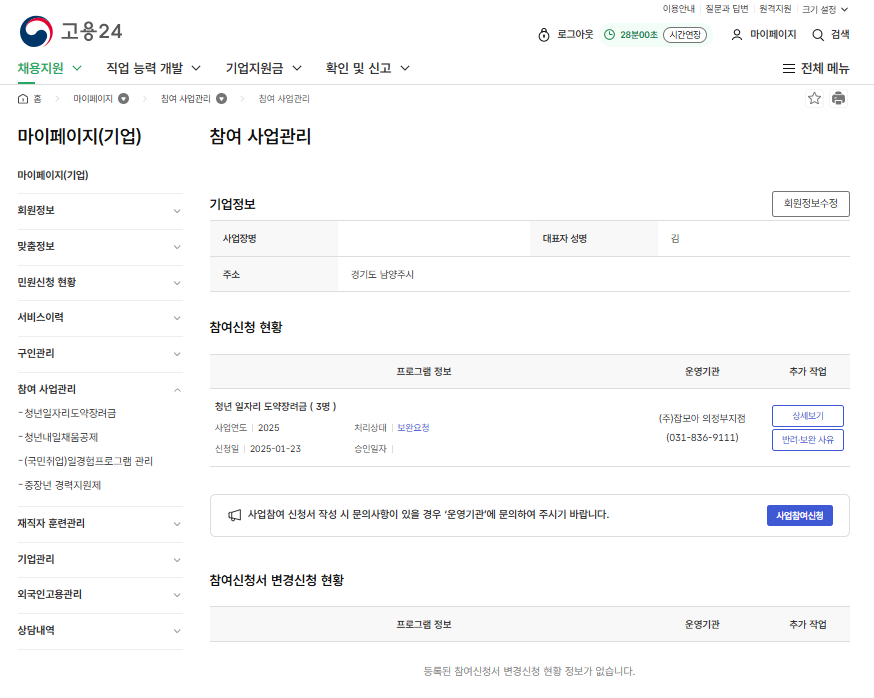 이용안내 질문과 답변 원격지원 크기 설정
고용24
로그아웃 28분00초 시간연장 마이페이지 검색
채용지원 직업 능력 개발 기업지원금 확인 및 신고 전체 메뉴
홈 마이페이지 참여 사업관리 참여 사업관리
마이페이지(기업)
마이페이지(기업)
회원정보
맞춤정보
민원신청 현황
서비스이력
구인관리
참여 사업관리
-청년일자리도약장려금
-청년내일채움공제
-(국민취업)일경험프로그램 관리
-중장년 경력지원제
재직자 훈련관리
기업관리
외국인고용관리
상담내역
참여 사업관리
기업정보 회원정보수정
사업장명 대표자 성명 김
주소 경기도 남양주시
참여신청 현황
프로그램 정보 운영기관 추가 작업
청년 일자리 도약장려금 ( 3명 )
사업연도 2025 처리상태 보완요청
신청일 2025-01-23 승인일자
(주)잡모아 의정부지점
(031-836-9111)
상세보기
반려·보완 사유
사업참여 신청서 작성 시 문의사항이 있을 경우 '운영기관'에 문의하여 주시기 바랍니다. 사업참여신청
참여신청서 변경신청 현황
프로그램 정보 운영기관 추가 작업
등록된 참여신청서 변경신청 현황 정보가 없습니다.